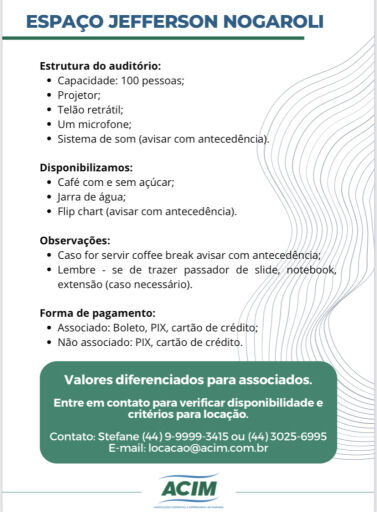 ESPAÇO JEFFERSON NOGAROLI
Estrutura do auditório:
• Capacidade: 100 pessoas;
• Projetor;
• Telão retrátil;
• Um microfone;
• Sistema de som (avisar com antecedência).
Disponibilizamos:
• Café com e sem açúcar;
• Jarra de água;
• Flip chart (avisar com antecedência).
Observações:
• Caso for servir coffee break avisar com antecedência;
• Lembre - se de trazer passador de slide, notebook,
extensão (caso necessário).
Forma de pagamento:
• Associado: Boleto, PIX, cartão de crédito;
• Não associado: PIX, cartão de crédito.
Valores diferenciados para associados.
Entre em contato para verificar disponibilidade e
critérios para locação.
Contato: Stefane (44) 9-9999-3415 ou (44) 3025-6995
E-mail: locacao@acim.com.br
ACIM